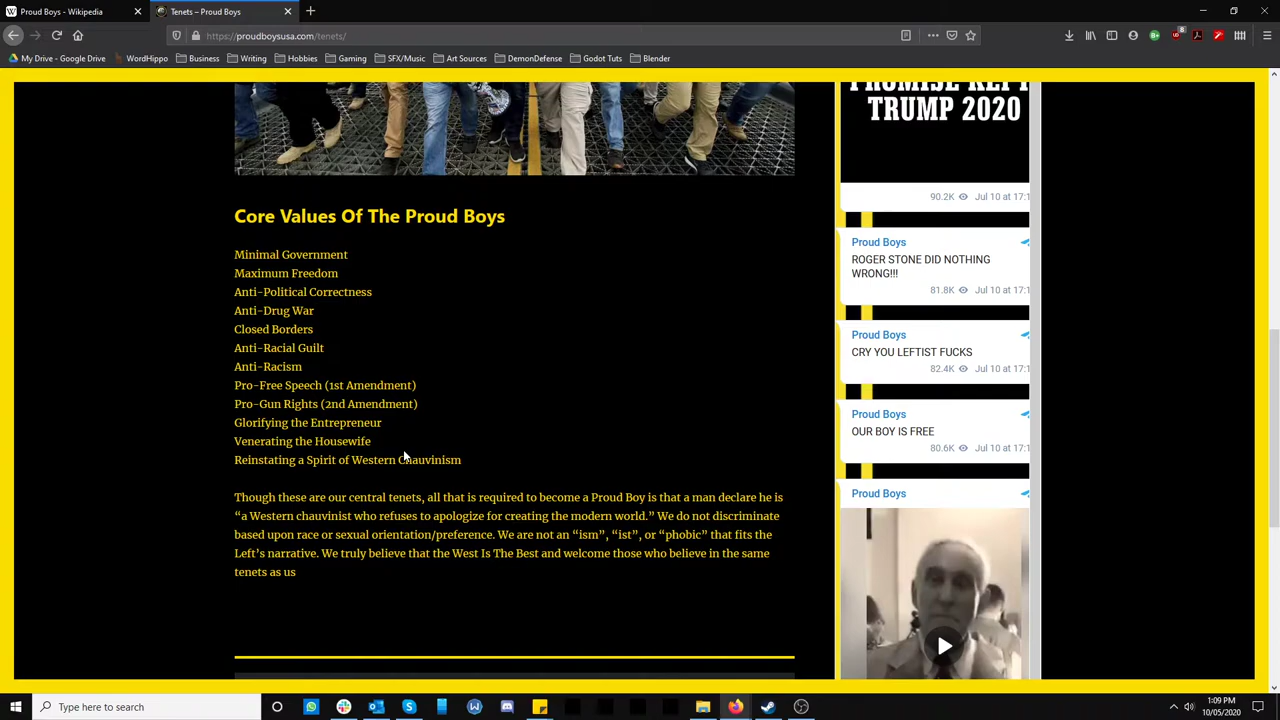 Proud Boys - Wikipedia
Tenets – Proud Boys
https://proudboysusa.com/tenets/
My Drive - Google Drive
WordHippo
Business
Writing
Hobbies
Gaming
SFX/Music
Art Sources
DemonDefense
Godot Tuts
Blender
Core Values Of The Proud Boys
Minimal Government
Maximum Freedom
Anti-Political Correctness
Anti-Drug War
Closed Borders
Anti-Racial Guilt
Anti-Racism
Pro-Free Speech (1st Amendment)
Pro-Gun Rights (2nd Amendment)
Glorifying the Entrepreneur
Venerating the Housewife
Reinstating a Spirit of Western Chauvinism
Though these are our central tenets, all that is required to become a Proud Boy is that a man declare he is
“a Western chauvinist who refuses to apologize for creating the modern world.” We do not discriminate
based upon race or sexual orientation/preference. We are not an “ism”, “ist”, or “phobic” that fits the
Left’s narrative. We truly believe that the West Is The Best and welcome those who believe in the same
tenets as us
PROMISE KEPT
TRUMP 2020
90.2K Jul 10 at 17:1
Proud Boys
ROGER STONE DID NOTHING
WRONG!!!
81.8K Jul 10 at 17:1
Proud Boys
CRY YOU LEFTIST FUCKS
82.4K Jul 10 at 17:1
Proud Boys
OUR BOY IS FREE
80.6K Jul 10 at 17:1
Proud Boys
Type here to search
1:09 PM
10/05/2020